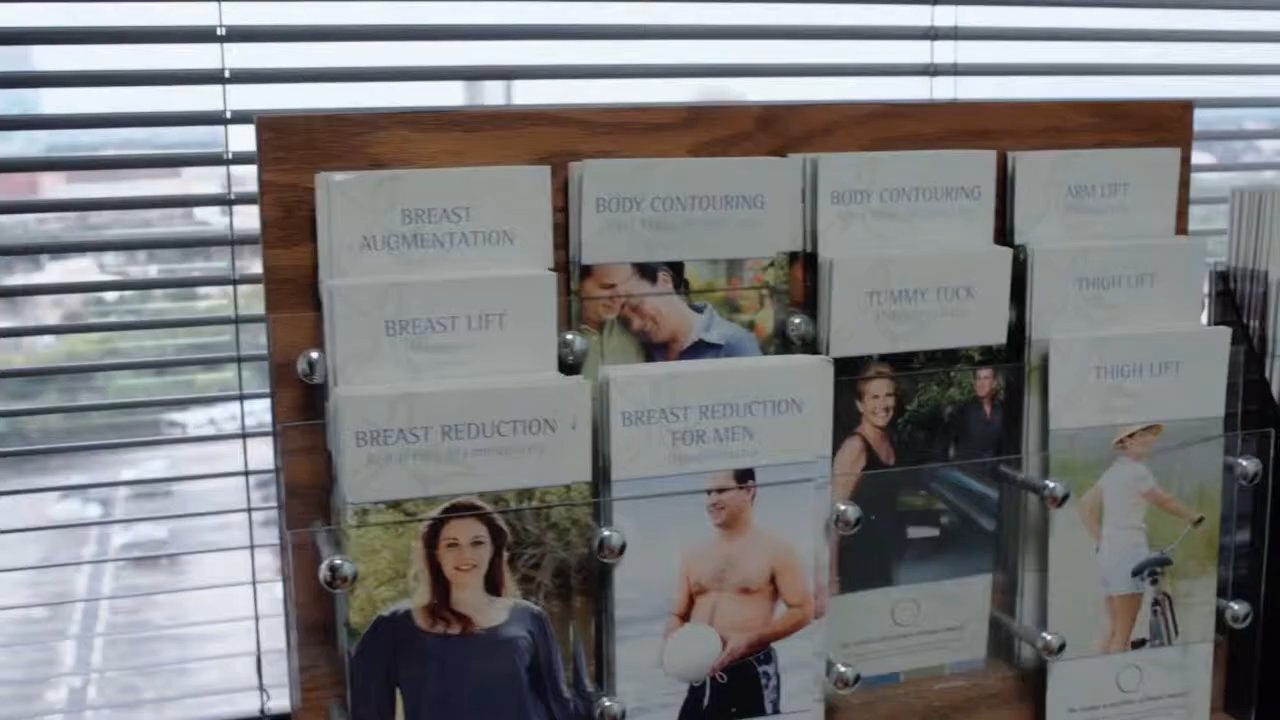 BREAST
AUGMENTATION
BODY CONTOURING
BODY CONTOURING
ARM LIFT
BREAST LIFT
TUMMY TUCK
THIGH LIFT
BREAST REDUCTION
BREAST REDUCTION
FOR MEN
THIGH LIFT